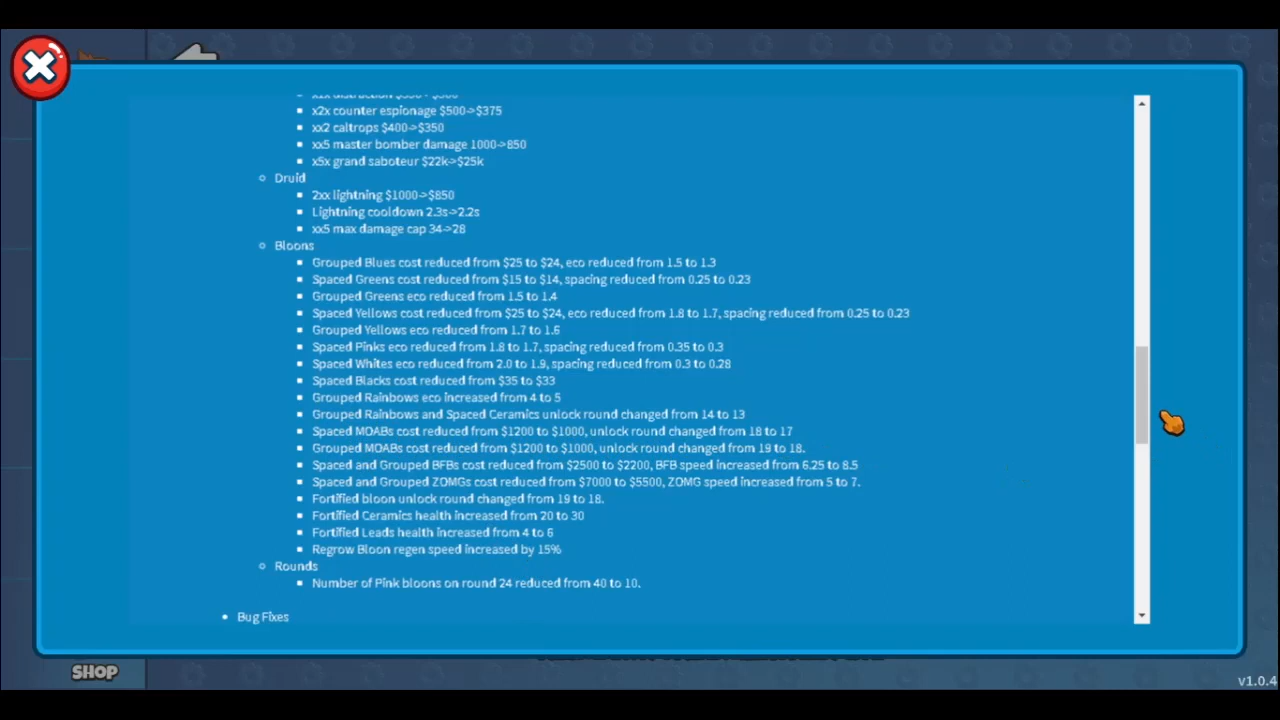 x2x counter espionage $500->$375
xx2 caltrops $400->$350
xx5 master bomber damage 1000->850
x5x grand saboteur $22k->$25k
Druid
2xx lightning $1000->$850
Lightning cooldown 2.3s->2.2s
xx5 max damage cap 34->28
Bloons
Grouped Blues cost reduced from $25 to $24, eco reduced from 1.5 to 1.3
Spaced Greens cost reduced from $15 to $14, spacing reduced from 0.25 to 0.23
Grouped Greens eco reduced from 1.5 to 1.4
Spaced Yellows cost reduced from $25 to $24, eco reduced from 1.8 to 1.7, spacing reduced from 0.25 to 0.23
Grouped Yellows eco reduced from 1.7 to 1.6
Spaced Pinks eco reduced from 1.8 to 1.7, spacing reduced from 0.35 to 0.3
Spaced Whites eco reduced from 2.0 to 1.9, spacing reduced from 0.3 to 0.28
Spaced Blacks cost reduced from $35 to $33
Grouped Rainbows eco increased from 4 to 5
Grouped Rainbows and Spaced Ceramics unlock round changed from 14 to 13
Spaced MOABs cost reduced from $1200 to $1000, unlock round changed from 18 to 17
Grouped MOABs cost reduced from $1200 to $1000, unlock round changed from 19 to 18.
Spaced and Grouped BFBs cost reduced from $2500 to $2200, BFB speed increased from 6.25 to 8.5
Spaced and Grouped ZOMGs cost reduced from $7000 to $5500, ZOMG speed increased from 5 to 7.
Fortified bloon unlock round changed from 19 to 18.
Fortified Ceramics health increased from 20 to 30
Fortified Leads health increased from 4 to 6
Regrow Bloon regen speed increased by 15%
Rounds
Number of Pink bloons on round 24 reduced from 40 to 10.
Bug Fixes
SHOP
v1.0.4